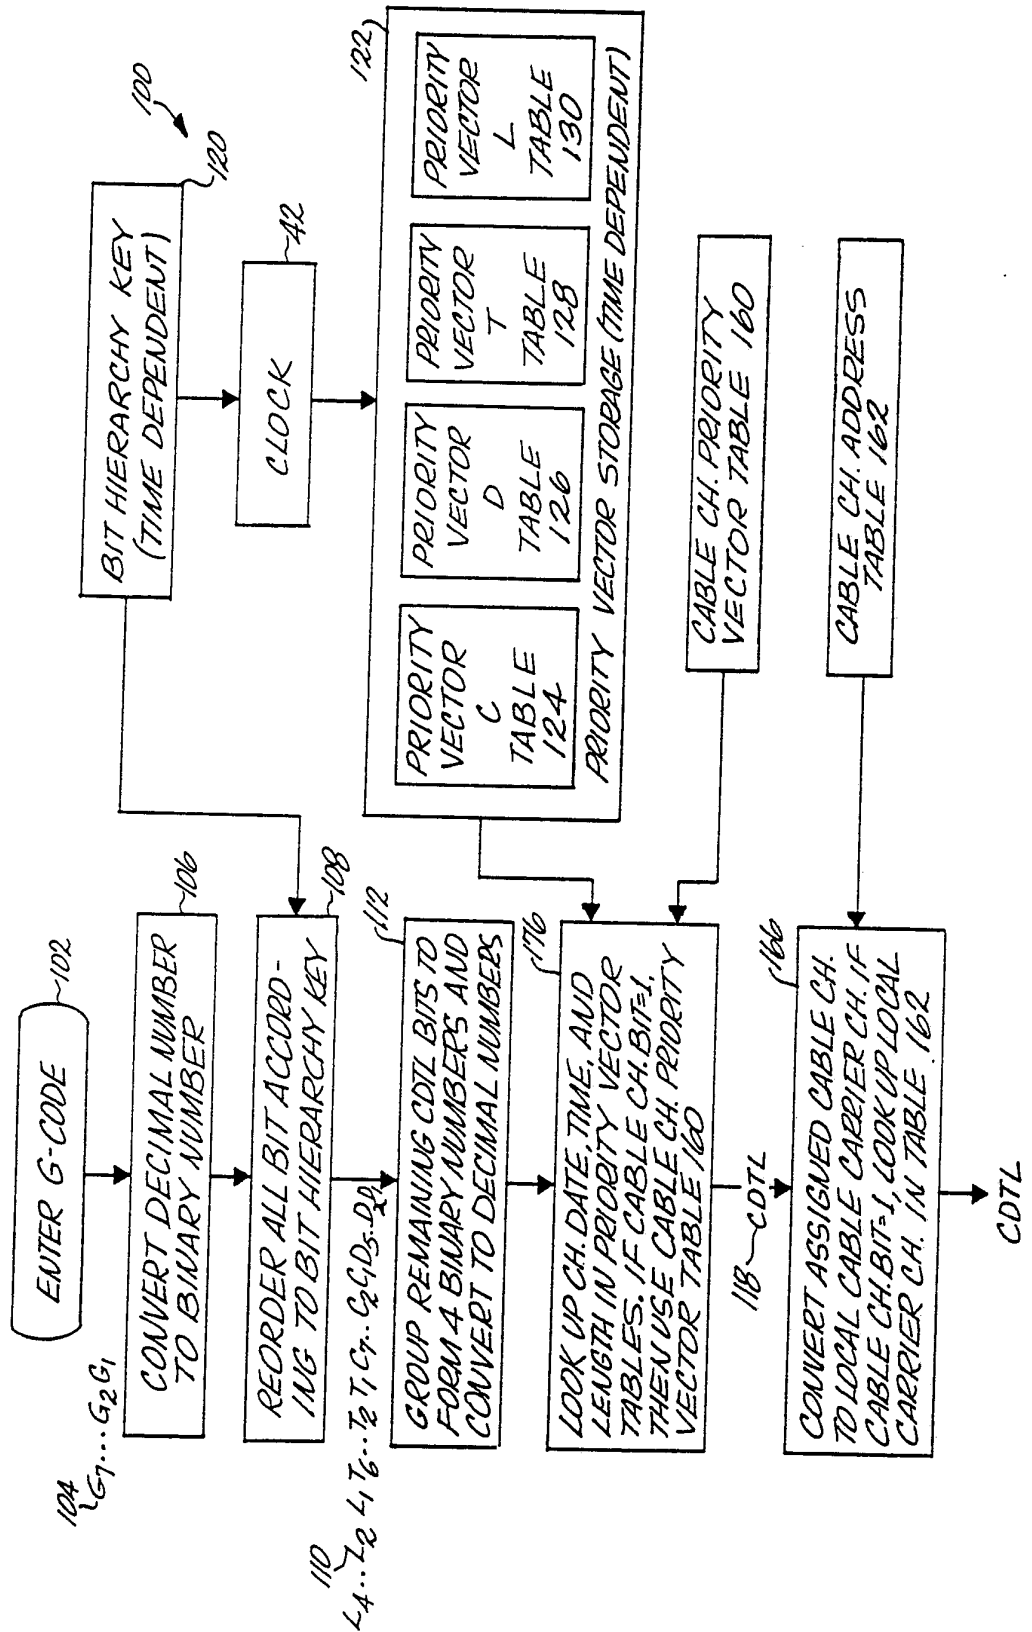 100
ENTER G-CODE
102
104
G7...G2G1
CONVERT DECIMAL NUMBER
TO BINARY NUMBER
106
REORDER ALL BIT ACCORD-
ING TO BIT HIERARCHY KEY
108
110
L4...L2 L1 T6...T2 T1 C7...C2C1D5..D2D1
GROUP REMAINING CDTL BITS TO
FORM 4 BINARY NUMBERS AND
CONVERT TO DECIMAL NUMBERS
112
LOOK UP CH. DATE, TIME, AND
LENGTH IN PRIORITY VECTOR
TABLES. IF CABLE CH.BIT=1,
THEN USE CABLE CH. PRIORITY
VECTOR TABLE 160
176
118
CDTL
CONVERT ASSIGNED CABLE CH.
TO LOCAL CABLE CARRIER CH. IF
CABLE CH.BIT=1, LOOK UP LOCAL
CARRIER CH. IN TABLE 162
166
CDTL
BIT HIERARCHY KEY
(TIME DEPENDENT)
120
CLOCK
42
122
PRIORITY
VECTOR
C
TABLE
124
PRIORITY
VECTOR
D
TABLE
126
PRIORITY
VECTOR
T
TABLE
128
PRIORITY
VECTOR
L
TABLE
130
PRIORITY VECTOR STORAGE (TIME DEPENDENT)
CABLE CH. PRIORITY
VECTOR TABLE 160
CABLE CH. ADDRESS
TABLE 162